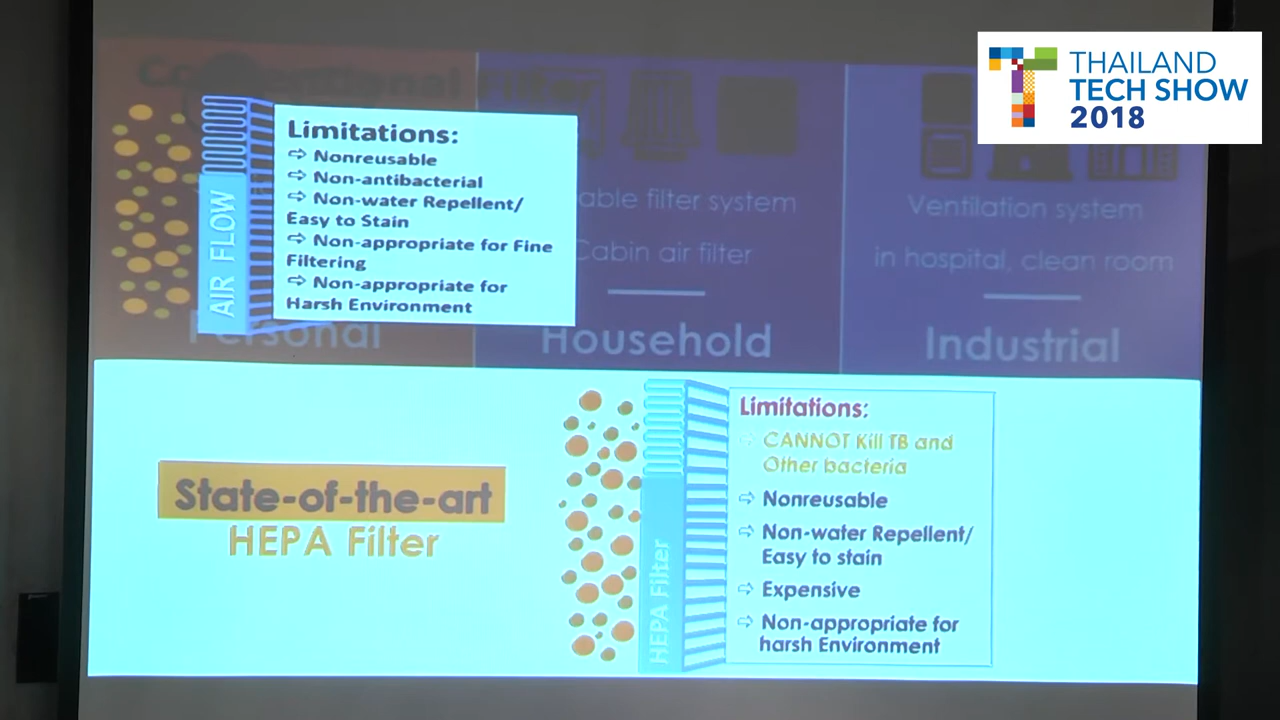 THAILAND
TECH SHOW
2018
Limitations:
⇨ Nonreusable
⇨ Non-antibacterial
⇨ Non-water Repellent/
Easy to Stain
⇨ Non-appropriate for Fine
Filtering
⇨ Non-appropriate for
Harsh Environment
AIR FLOW
filter system
Cabin air filter
Ventilation system
in hospital, clean room
Personal
Household
Industrial
State-of-the-art
HEPA Filter
HEPA Filter
Limitations:
⇨ CANNOT Kill TB and
Other bacteria
⇨ Nonreusable
⇨ Non-water Repellent/
Easy to stain
⇨ Expensive
⇨ Non-appropriate for
harsh Environment